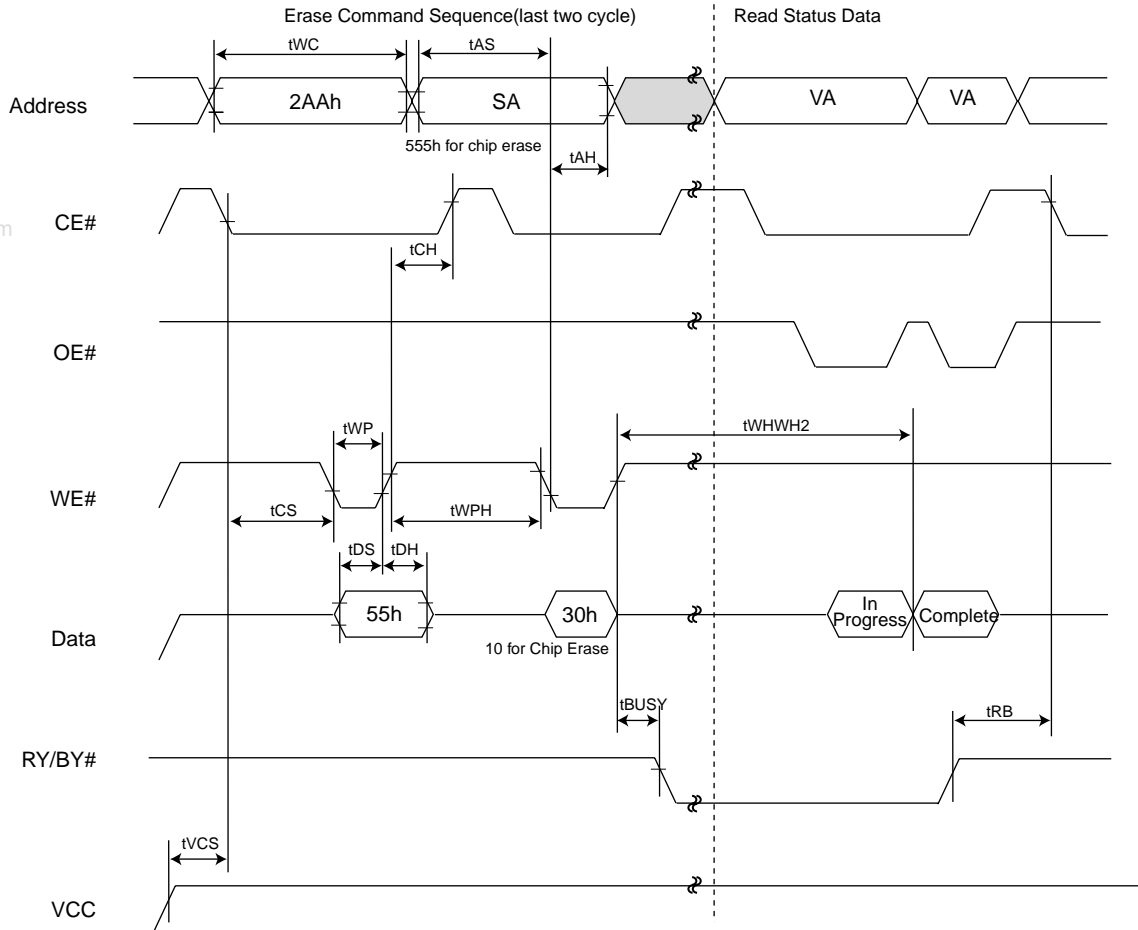 Erase Command Sequence(last two cycle)
Read Status Data
tWC
tAS
Address
2AAh
SA
VA
VA
555h for chip erase
tAH
CE#
m
tCH
OE#
tWP
tWHWH2
WE#
tCS
tWPH
tDS
tDH
Data
55h
30h
In
Progress
Complete
10 for Chip Erase
tBUSY
tRB
RY/BY#
tVCS
VCC